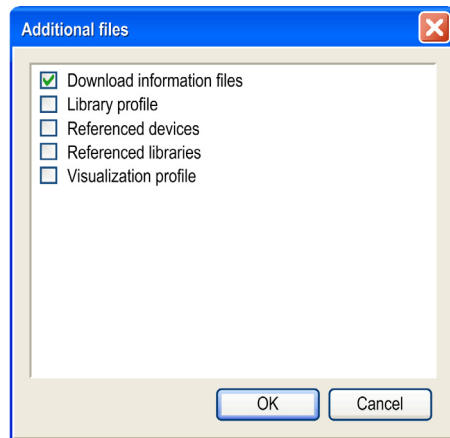 Additional files
Download information files
Library profile
Referenced devices
Referenced libraries
Visualization profile
OK
Cancel